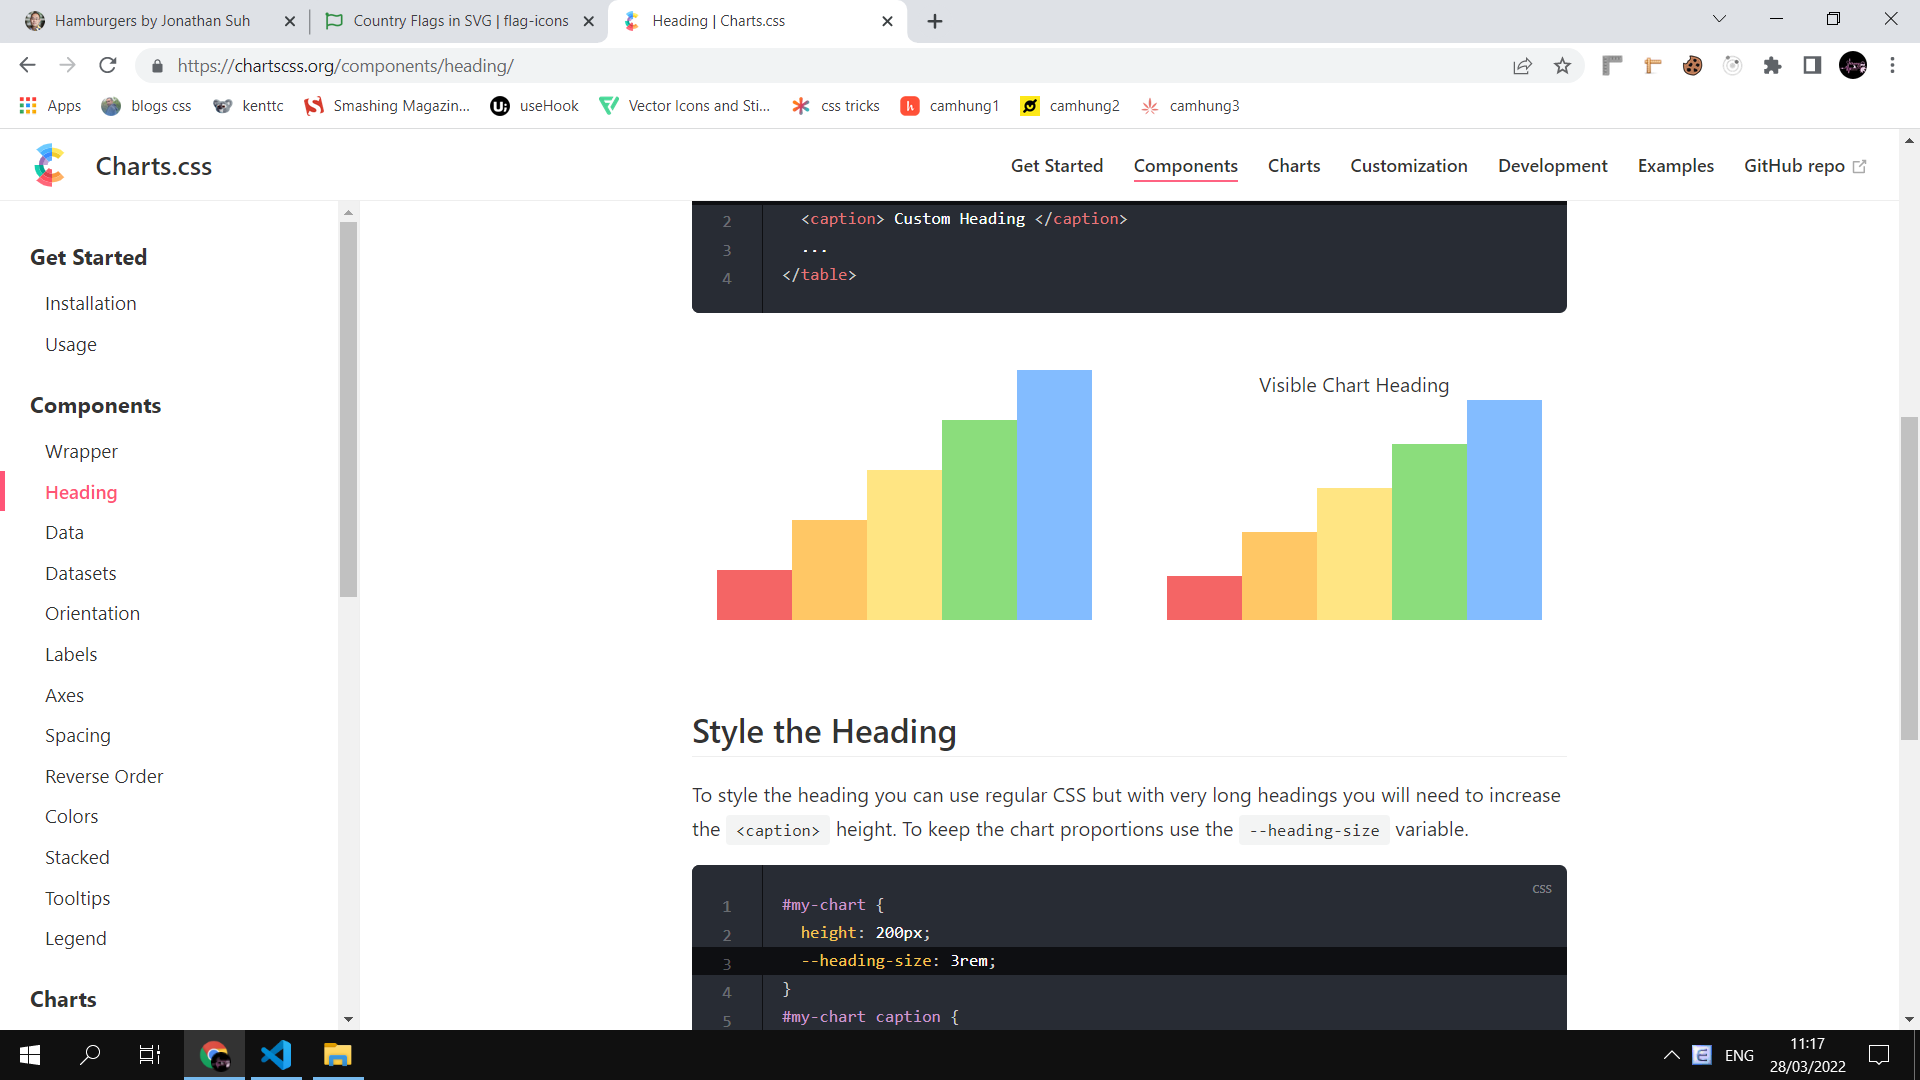 Hamburgers by Jonathan Suh
Country Flags in SVG | flag-icons
Heading | Charts.css
https://chartscss.org/components/heading/
Apps
blogs css
kenttc
Smashing Magazin...
useHook
Vector Icons and Sti...
css tricks
camhung1
camhung2
camhung3
Charts.css
Get Started
Components
Charts
Customization
Development
Examples
GitHub repo
Get Started
Installation
Usage
Components
Wrapper
Heading
Data
Datasets
Orientation
Labels
Axes
Spacing
Reverse Order
Colors
Stacked
Tooltips
Legend
Charts
2 <caption> Custom Heading </caption>
3 ...
4 </table>
Visible Chart Heading
Style the Heading
To style the heading you can use regular CSS but with very long headings you will need to increase
the <caption> height. To keep the chart proportions use the --heading-size variable.
css
1 #my-chart {
2 height: 200px;
3 --heading-size: 3rem;
4 }
5 #my-chart caption {
ENG
11:17
28/03/2022